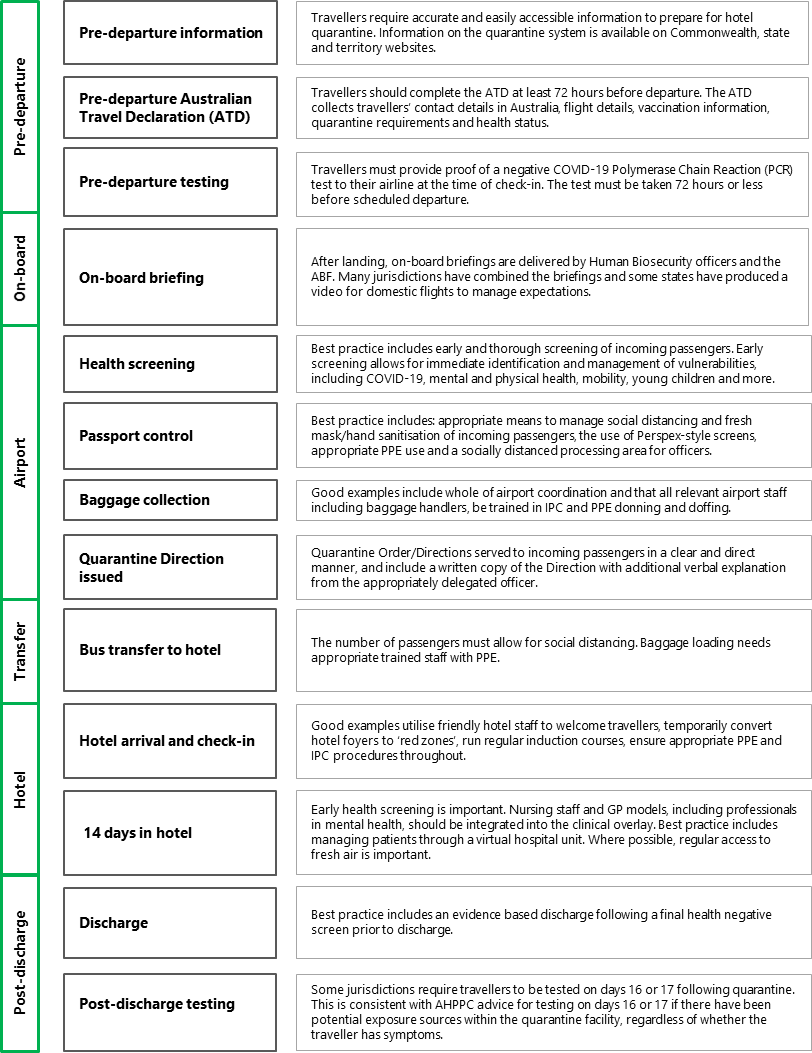 Pre-departure
Pre-departure information
Travellers require accurate and easily accessible information to prepare for hotel
quarantine. Information on the quarantine system is available on Commonwealth, state
and territory websites.
Pre-departure Australian
Travel Declaration (ATD)
Travellers should complete the ATD at least 72 hours before departure. The ATD
collects travellers' contact details in Australia, flight details, vaccination information,
quarantine requirements and health status.
Pre-departure testing
Travellers must provide proof of a negative COVID-19 Polymerase Chain Reaction (PCR)
test to their airline at the time of check-in. The test must be taken 72 hours or less
before scheduled departure.
On-board
On-board briefing
After landing, on-board briefings are delivered by Human Biosecurity officers and the
ABF. Many jurisdictions have combined the briefings and some states have produced a
video for domestic flights to manage expectations.
Airport
Health screening
Best practice includes early and thorough screening of incoming passengers. Early
screening allows for immediate identification and management of vulnerabilities,
including COVID-19, mental and physical health, mobility, young children and more.
Passport control
Best practice includes: appropriate means to manage social distancing and fresh
mask/hand sanitisation of incoming passengers, the use of Perspex-style screens,
appropriate PPE use and a socially distanced processing area for officers.
Baggage collection
Good examples include whole of airport coordination and that all relevant airport staff
including baggage handlers, be trained in IPC and PPE donning and doffing.
Quarantine Direction
issued
Quarantine Order/Directions served to incoming passengers in a clear and direct
manner, and include a written copy of the Direction with additional verbal explanation
from the appropriately delegated officer.
Transfer
Bus transfer to hotel
The number of passengers must allow for social distancing. Baggage loading needs
appropriate trained staff with PPE.
Hotel
Hotel arrival and check-in
Good examples utilise friendly hotel staff to welcome travellers, temporarily convert
hotel foyers to 'red zones', run regular induction courses, ensure appropriate PPE and
IPC procedures throughout.
14 days in hotel
Early health screening is important. Nursing staff and GP models, including professionals
in mental health, should be integrated into the clinical overlay. Best practice includes
managing patients through a virtual hospital unit. Where possible, regular access to
fresh air is important.
Post-discharge
Discharge
Best practice includes an evidence based discharge following a final health negative
screen prior to discharge.
Post-discharge testing
Some jurisdictions require travellers to be tested on days 16 or 17 following quarantine.
This is consistent with AHPPC advice for testing on days 16 or 17 if there have been
potential exposure sources within the quarantine facility, regardless of whether the
traveller has symptoms.